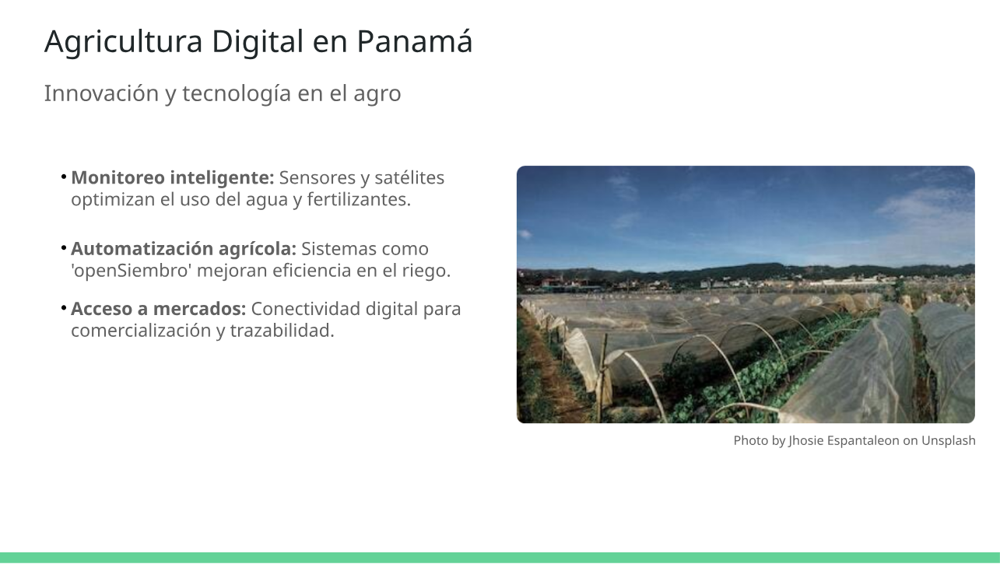 Agricultura Digital en Panamá
Innovación y tecnología en el agro
• Monitoreo inteligente: Sensores y satélites
optimizan el uso del agua y fertilizantes.
• Automatización agrícola: Sistemas como
'openSiembro' mejoran eficiencia en el riego.
• Acceso a mercados: Conectividad digital para
comercialización y trazabilidad.
Photo by Jhosie Espantaleon on Unsplash